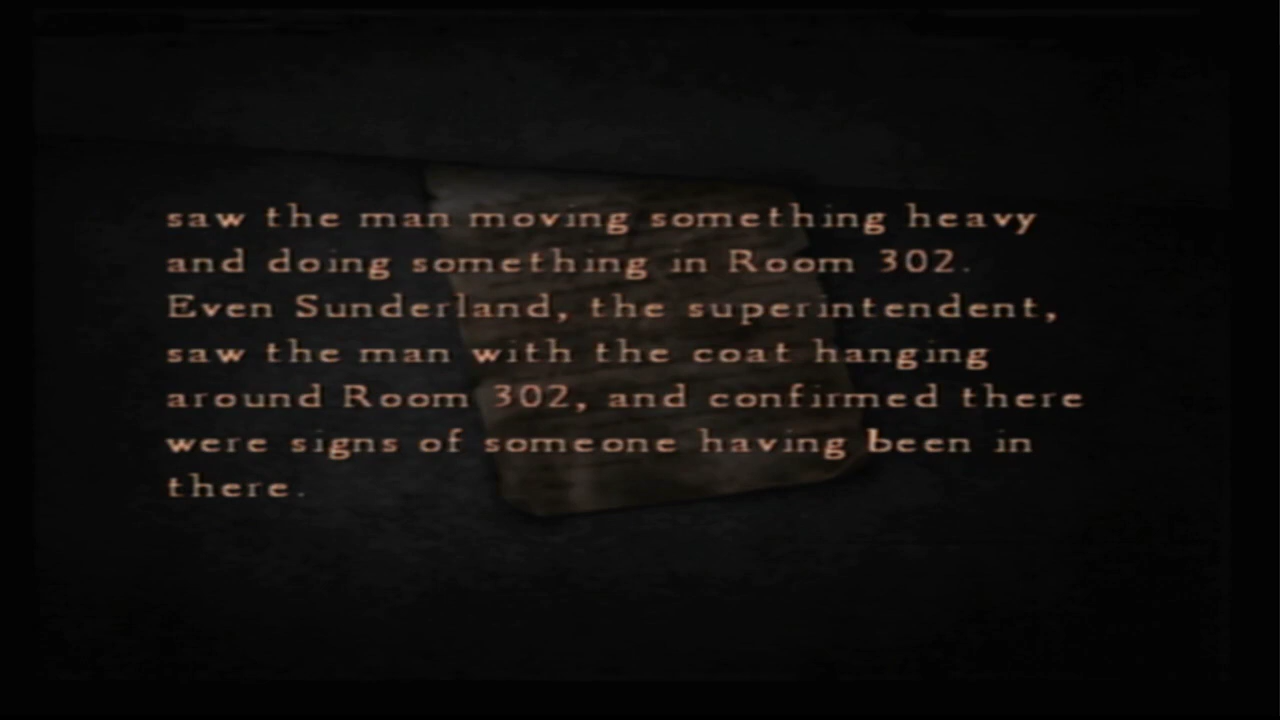 saw the man moving something heavy
and doing something in Room 302.
Even Sunderland, the superintendent,
saw the man with the coat hanging
around Room 302, and confirmed there
were signs of someone having been in
there.